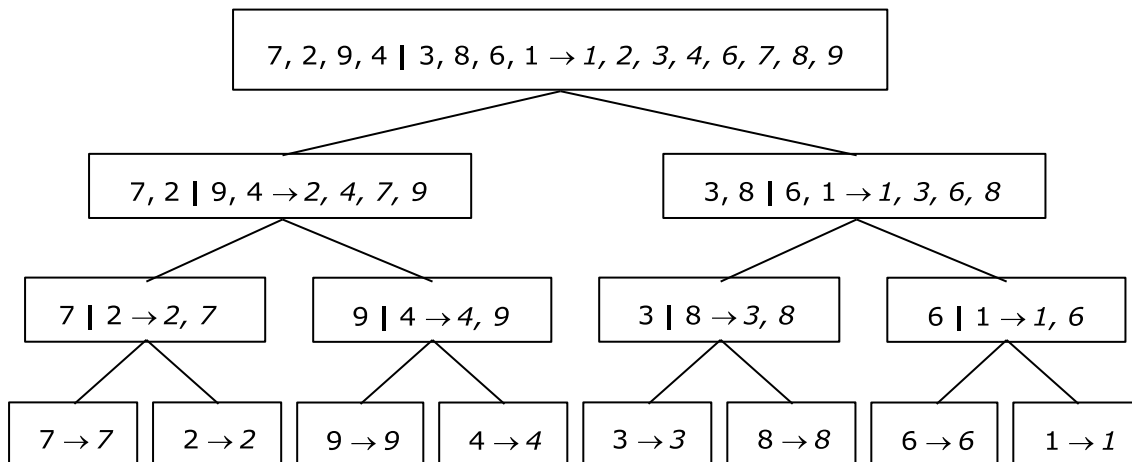 7, 2, 9, 4 | 3, 8, 6, 1 → 1, 2, 3, 4, 6, 7, 8, 9
7, 2 | 9, 4 → 2, 4, 7, 9
3, 8 | 6, 1 → 1, 3, 6, 8
7 | 2 → 2, 7
9 | 4 → 4, 9
3 | 8 → 3, 8
6 | 1 → 1, 6
7 → 7
2 → 2
9 → 9
4 → 4
3 → 3
8 → 8
6 → 6
1 → 1